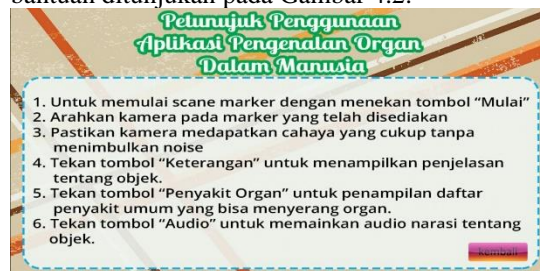 bantuan ditunjukan pada Gambar 4.2.
Petunujuk Penggunaan
Aplikasi Pengenalan Organ
Dalam Manusia
1. Untuk memulai scane marker dengan menekan tombol “Mulai”
2. Arahkan kamera pada marker yang telah disediakan
3. Pastikan kamera medapatkan cahaya yang cukup tanpa
menimbulkan noise
4. Tekan tombol “Keterangan” untuk menampilkan penjelasan
tentang objek.
5. Tekan tombol “Penyakit Organ” untuk penampilan daftar
penyakit umum yang bisa menyerang organ.
6. Tekan tombol “Audio” untuk memainkan audio narasi tentang
objek.
kembali